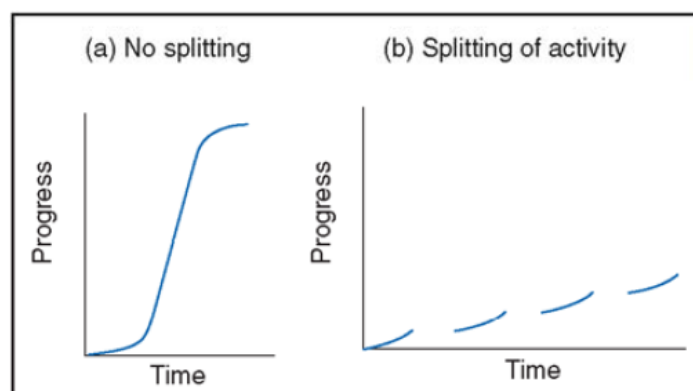 (a) No splitting
(b) Splitting of activity
Progress
Time
Progress
Time